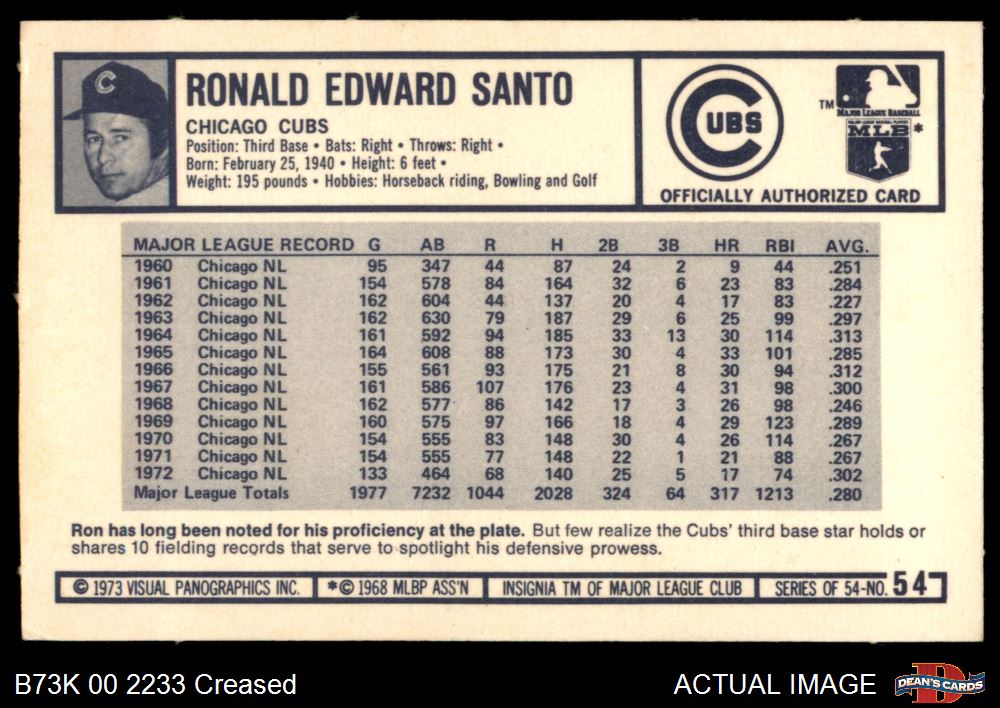 C
RONALD EDWARD SANTO
CHICAGO CUBS
Position: Third Base • Bats: Right • Throws: Right •
Born: February 25, 1940 • Height: 6 feet •
Weight: 195 pounds • Hobbies: Horseback riding, Bowling and Golf
CUBS
TM
MAJOR LEAGUE BASEBALL
MAJOR LEAGUE BASEBALL PLAYERS
MLB *
OFFICIALLY AUTHORIZED CARD
MAJOR LEAGUE RECORD G AB R H 2B 3B HR RBI AVG.
1960 Chicago NL 95 347 44 87 24 2 9 44 .251
1961 Chicago NL 154 578 84 164 32 6 23 83 .284
1962 Chicago NL 162 604 44 137 20 4 17 83 .227
1963 Chicago NL 162 630 79 187 29 6 25 99 .297
1964 Chicago NL 161 592 94 185 33 13 30 114 .313
1965 Chicago NL 164 608 88 173 30 4 33 101 .285
1966 Chicago NL 155 561 93 175 21 8 30 94 .312
1967 Chicago NL 161 586 107 176 23 4 31 98 .300
1968 Chicago NL 162 577 86 142 17 3 26 98 .246
1969 Chicago NL 160 575 97 166 18 4 29 123 .289
1970 Chicago NL 154 555 83 148 30 4 26 114 .267
1971 Chicago NL 154 555 77 148 22 1 21 88 .267
1972 Chicago NL 133 464 68 140 25 5 17 74 .302
Major League Totals 1977 7232 1044 2028 324 64 317 1213 .280
Ron has long been noted for his proficiency at the plate. But few realize the Cubs' third base star holds or
shares 10 fielding records that serve to spotlight his defensive prowess.
© 1973 VISUAL PANOGRAPHICS INC. *© 1968 MLBP ASS'N INSIGNIA TM OF MAJOR LEAGUE CLUB SERIES OF 54-NO. 54
B73K 00 2233 Creased
ACTUAL IMAGE
D
DEAN'S CARDS